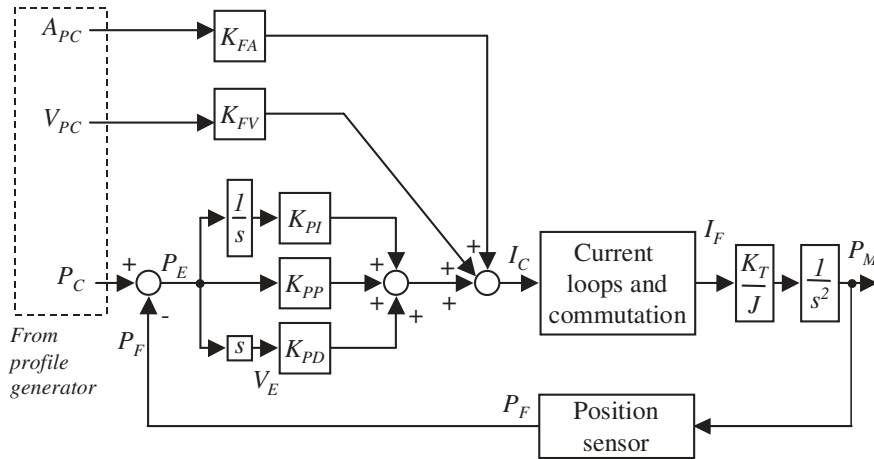 A_PC
K_FA
V_PC
K_FV
1/s
K_PI
P_C
+
P_E
K_PP
+
+
+
+
+
+
I_C
Current
loops and
commutation
I_F
K_T/J
1/s²
P_M
-
From
profile
generator
P_F
s
V_E
K_PD
+
P_F
Position
sensor